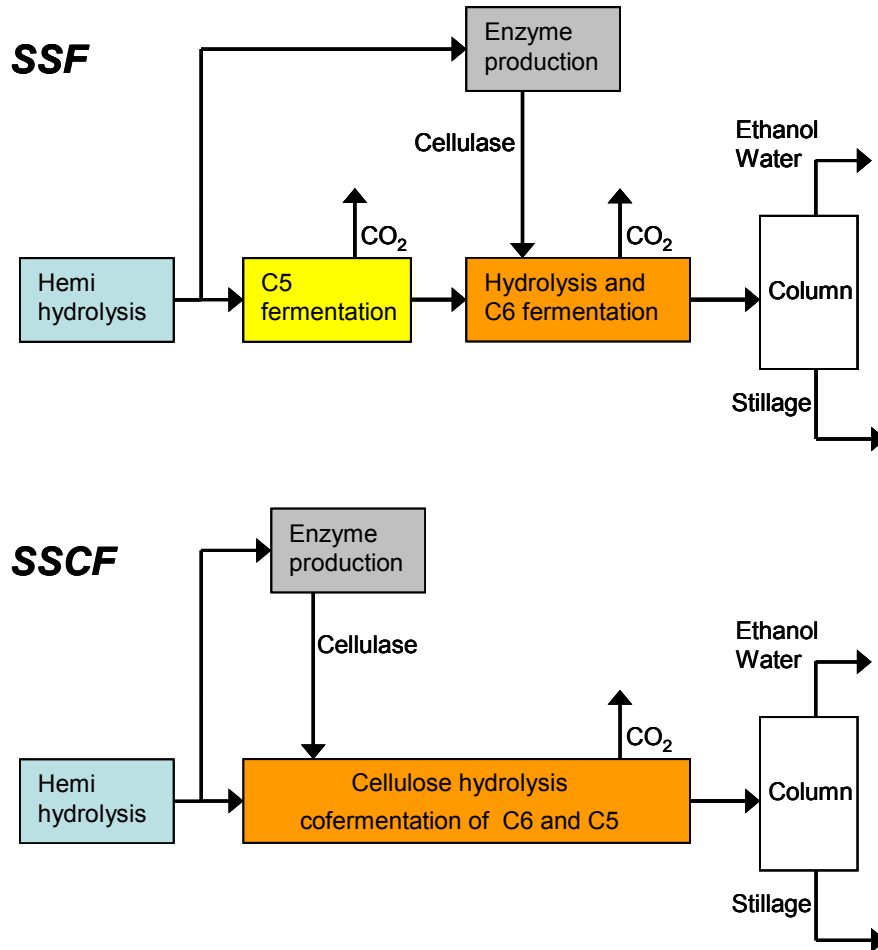 SSF
Enzyme
production
Cellulase
Ethanol
Water
CO₂
CO₂
Hemi
hydrolysis
C5
fermentation
Hydrolysis and
C6 fermentation
Column
Stillage
SSCF
Enzyme
production
Cellulase
Ethanol
Water
CO₂
Hemi
hydrolysis
Cellulose hydrolysis
cofermentation of C6 and C5
Column
Stillage